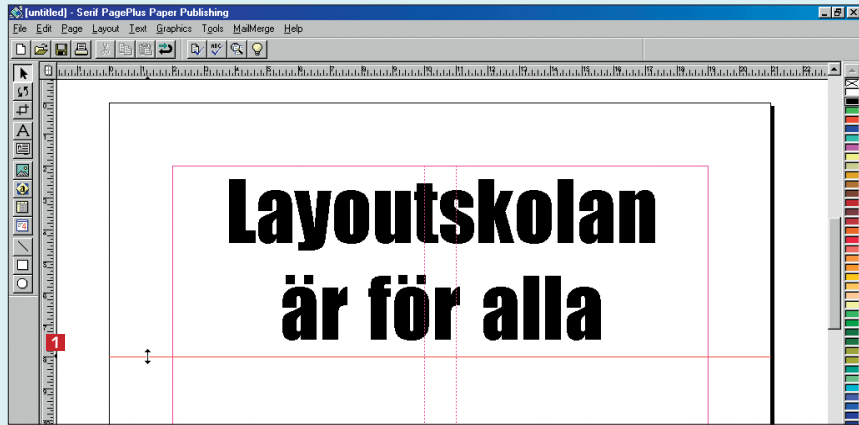 [untitled] - Serif PagePlus Paper Publishing
File Edit Page Layout Text Graphics Tools MailMerge Help
Layoutskolan
är för alla
1